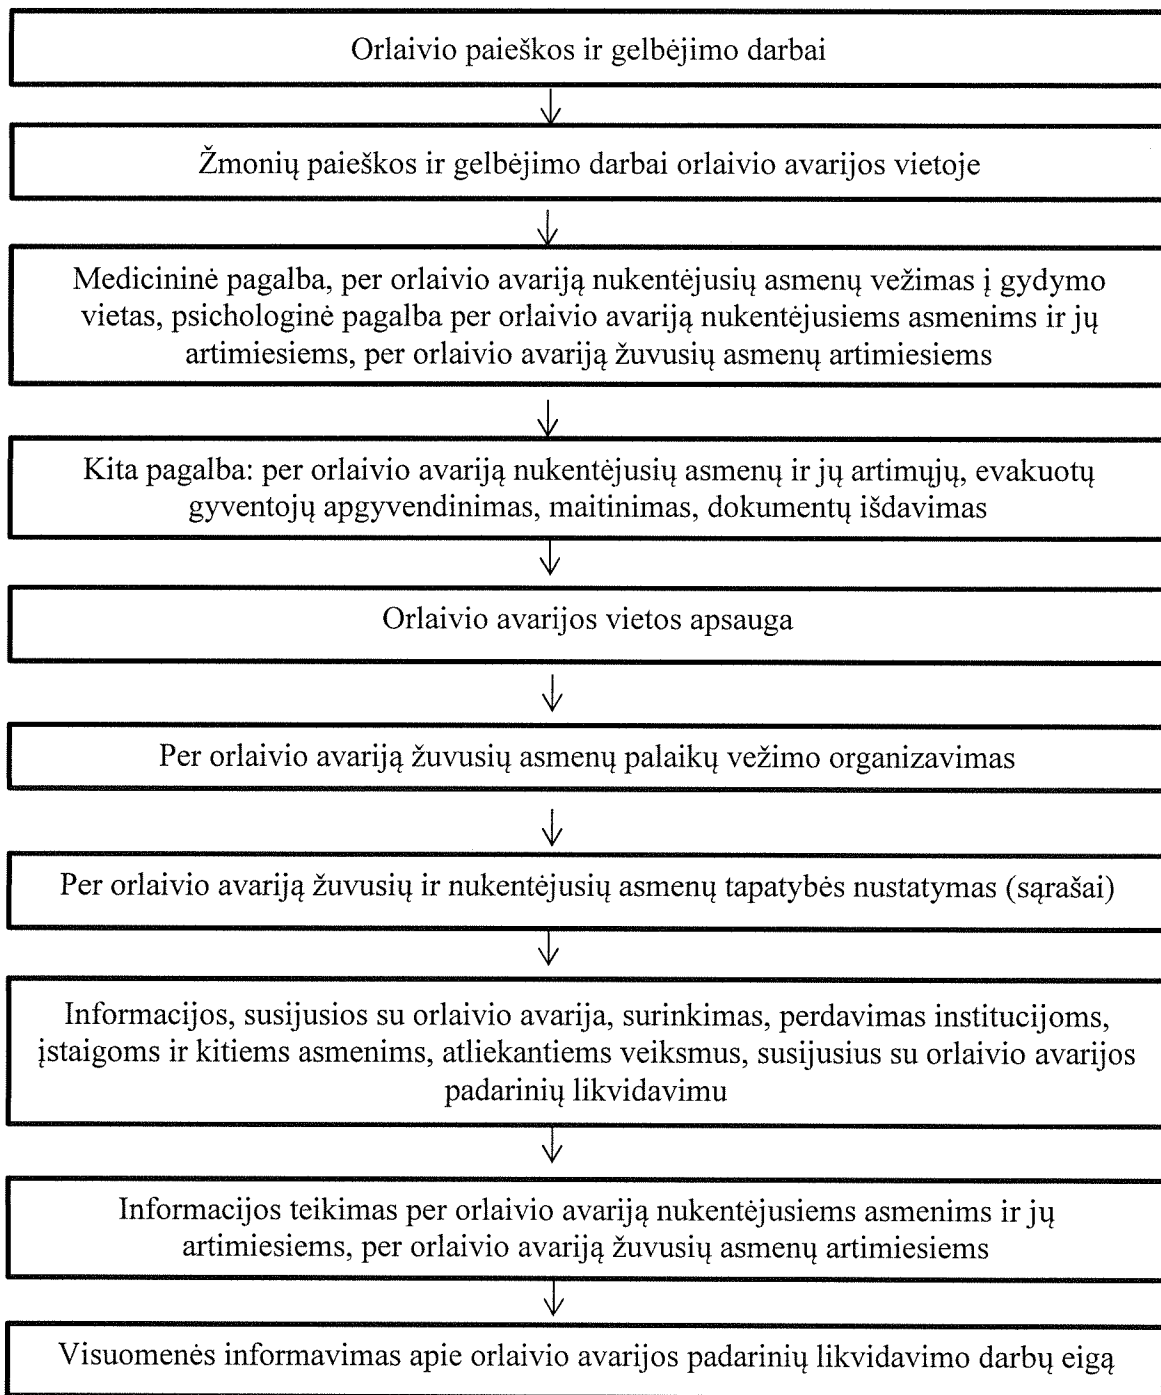 Orlaivio paieškos ir gelbėjimo darbai
Žmonių paieškos ir gelbėjimo darbai orlaivio avarijos vietoje
Medicininė pagalba, per orlaivio avariją nukentėjusių asmenų vežimas į gydymo
vietas, psichologinė pagalba per orlaivio avariją nukentėjusiems asmenims ir jų
artimiesiems, per orlaivio avariją žuvusių asmenų artimiesiems
Kita pagalba: per orlaivio avariją nukentėjusių asmenų ir jų artimųjų, evakuotų
gyventojų apgyvendinimas, maitinimas, dokumentų išdavimas
Orlaivio avarijos vietos apsauga
Per orlaivio avariją žuvusių asmenų palaikų vežimo organizavimas
Per orlaivio avariją žuvusių ir nukentėjusių asmenų tapatybės nustatymas (sąrašai)
Informacijos, susijusios su orlaivio avarija, surinkimas, perdavimas institucijoms,
įstaigoms ir kitiems asmenims, atliekantiems veiksmus, susijusius su orlaivio avarijos
padarinių likvidavimu
Informacijos teikimas per orlaivio avariją nukentėjusiems asmenims ir jų
artimiesiems, per orlaivio avariją žuvusių asmenų artimiesiems
Visuomenės informavimas apie orlaivio avarijos padarinių likvidavimo darbų eigą